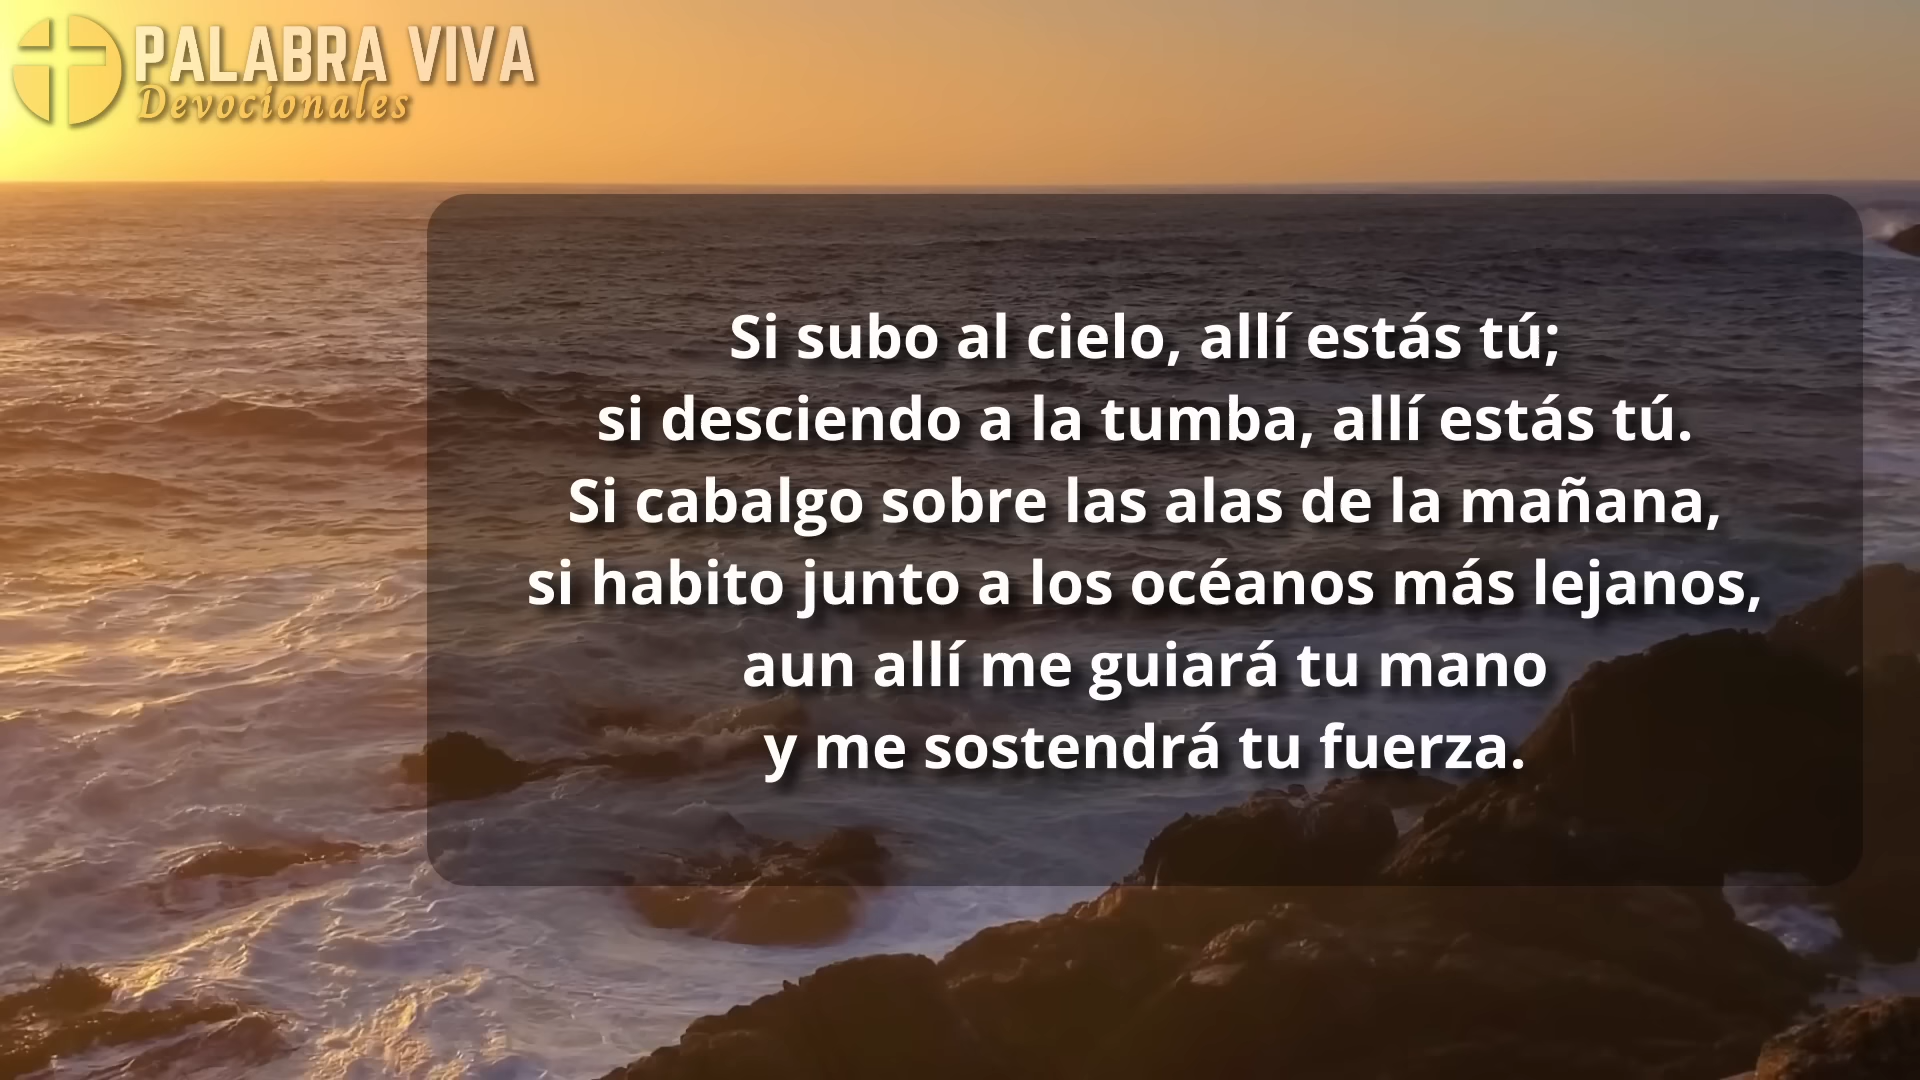 PALABRA VIVA
Devocionales
Si subo al cielo, allí estás tú;
si desciendo a la tumba, allí estás tú.
Si cabalgo sobre las alas de la mañana,
si habito junto a los océanos más lejanos,
aun allí me guiará tu mano
y me sostendrá tu fuerza.